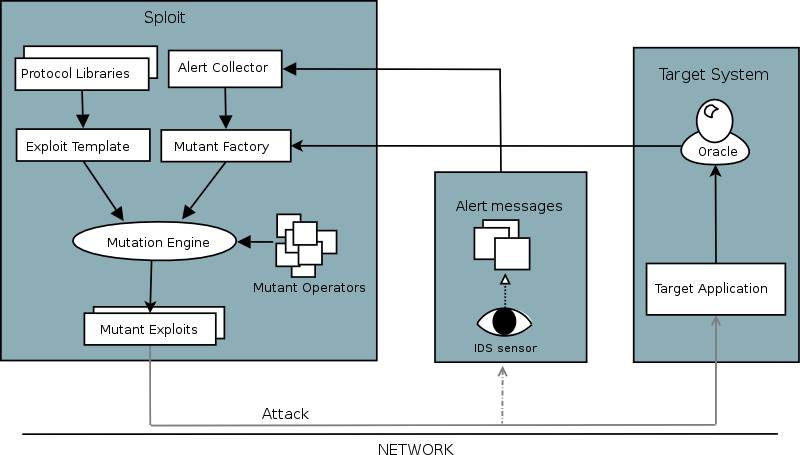 Sploit
Protocol Libraries
Alert Collector
Exploit Template
Mutant Factory
Mutation Engine
Mutant Operators
Mutant Exploits
Alert messages
IDS sensor
Target System
Oracle
Target Application
Attack
NETWORK